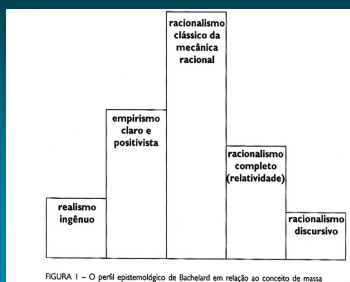 racionalismo
clássico da
mecânica
racional
empirismo
claro e
positivista
racionalismo
completo
(relatividade)
realismo
ingênuo
racionalismo
discursivo
FIGURA I – O perfil epistemológico de Bachelard em relação ao conceito de massa